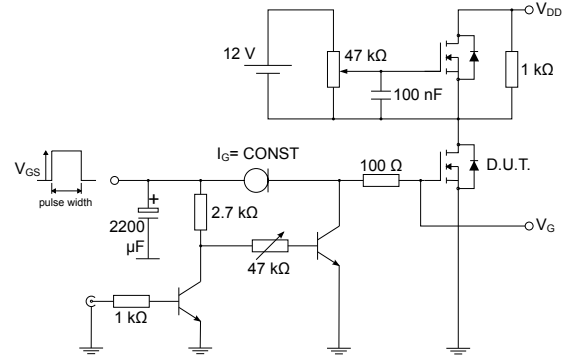 V_DD
12 V
47 kΩ
1 kΩ
100 nF
I_G= CONST
V_GS
100 Ω
D.U.T.
pulse width
+
2.7 kΩ
2200
μF
V_G
47 kΩ
1 kΩ